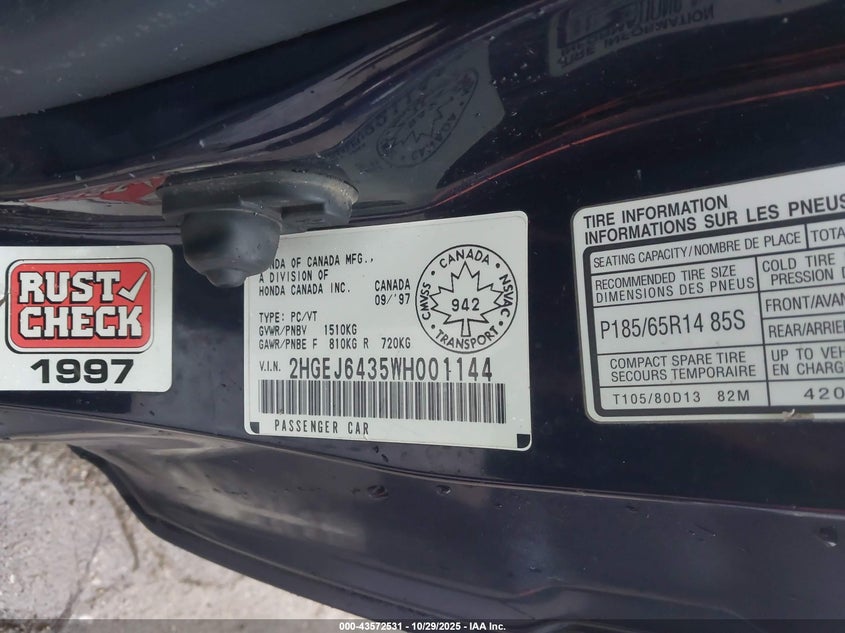 RUST
CHECK
1997
NDA OF CANADA MFG.,
A DIVISION OF
HONDA CANADA INC.
CANADA
09/'97
TYPE: PC/VT
GVWR/PNBV 1510KG
GAWR/PNBE F 810KG R 720KG
V.I.N. 2HGEJ6435WH001144
PASSENGER CAR
CANADA
CMVSS
NSVAC
942
TRANSPORT
TIRE INFORMATION
INFORMATIONS SUR LES PNEUS
SEATING CAPACITY/NOMBRE DE PLACE
TOTA
RECOMMENDED TIRE SIZE
DIMENSIONS DES PNEUS
COLD TI
PRESSION D
P185/65R14 85S
FRONT/AVAN
REAR/ARRIER
COMPACT SPARE TIRE
SECOURS TEMPORAIRE
UP TO VEH
EN CHARG
T105/80D13 82M
420
TIRE INFORMATION
000-43572531 - 10/29/2025 - IAA Inc.